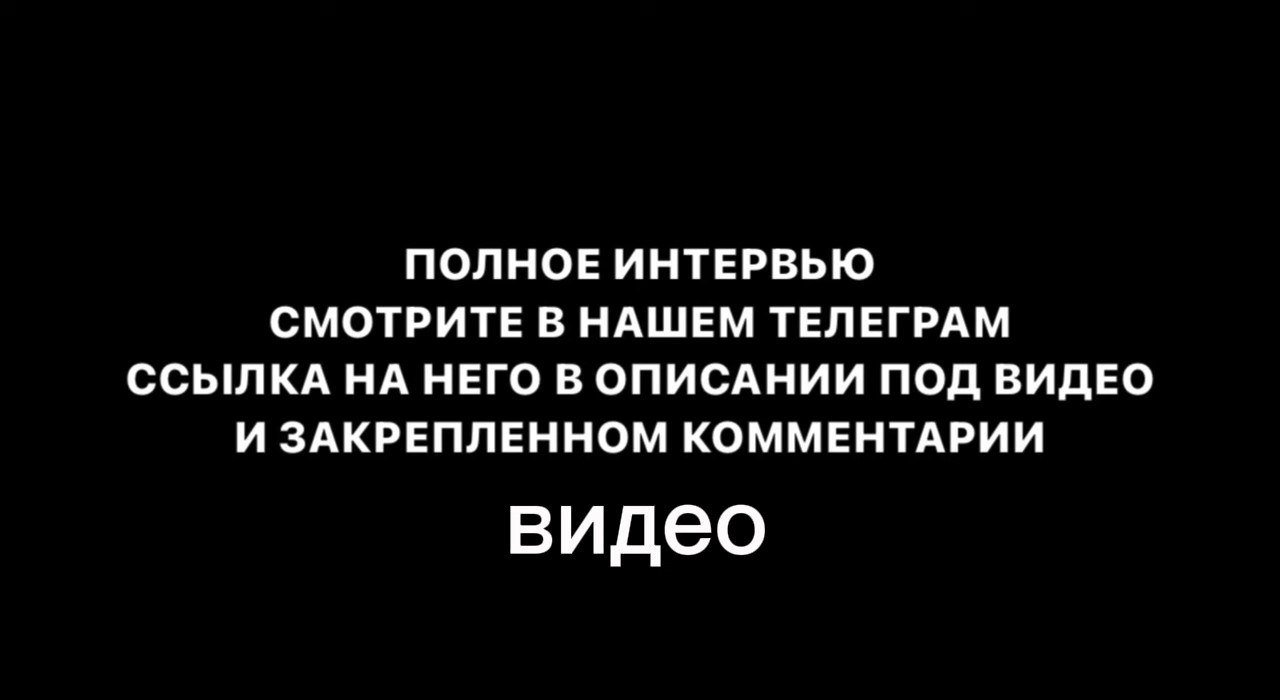 ПОЛНОЕ ИНТЕРВЬЮ
СМОТРИТЕ В НАШЕМ ТЕЛЕГРАМ
ССЫЛКА НА НЕГО В ОПИСАНИИ ПОД ВИДЕО
И ЗАКРЕПЛЕННОМ КОММЕНТАРИИ
видео